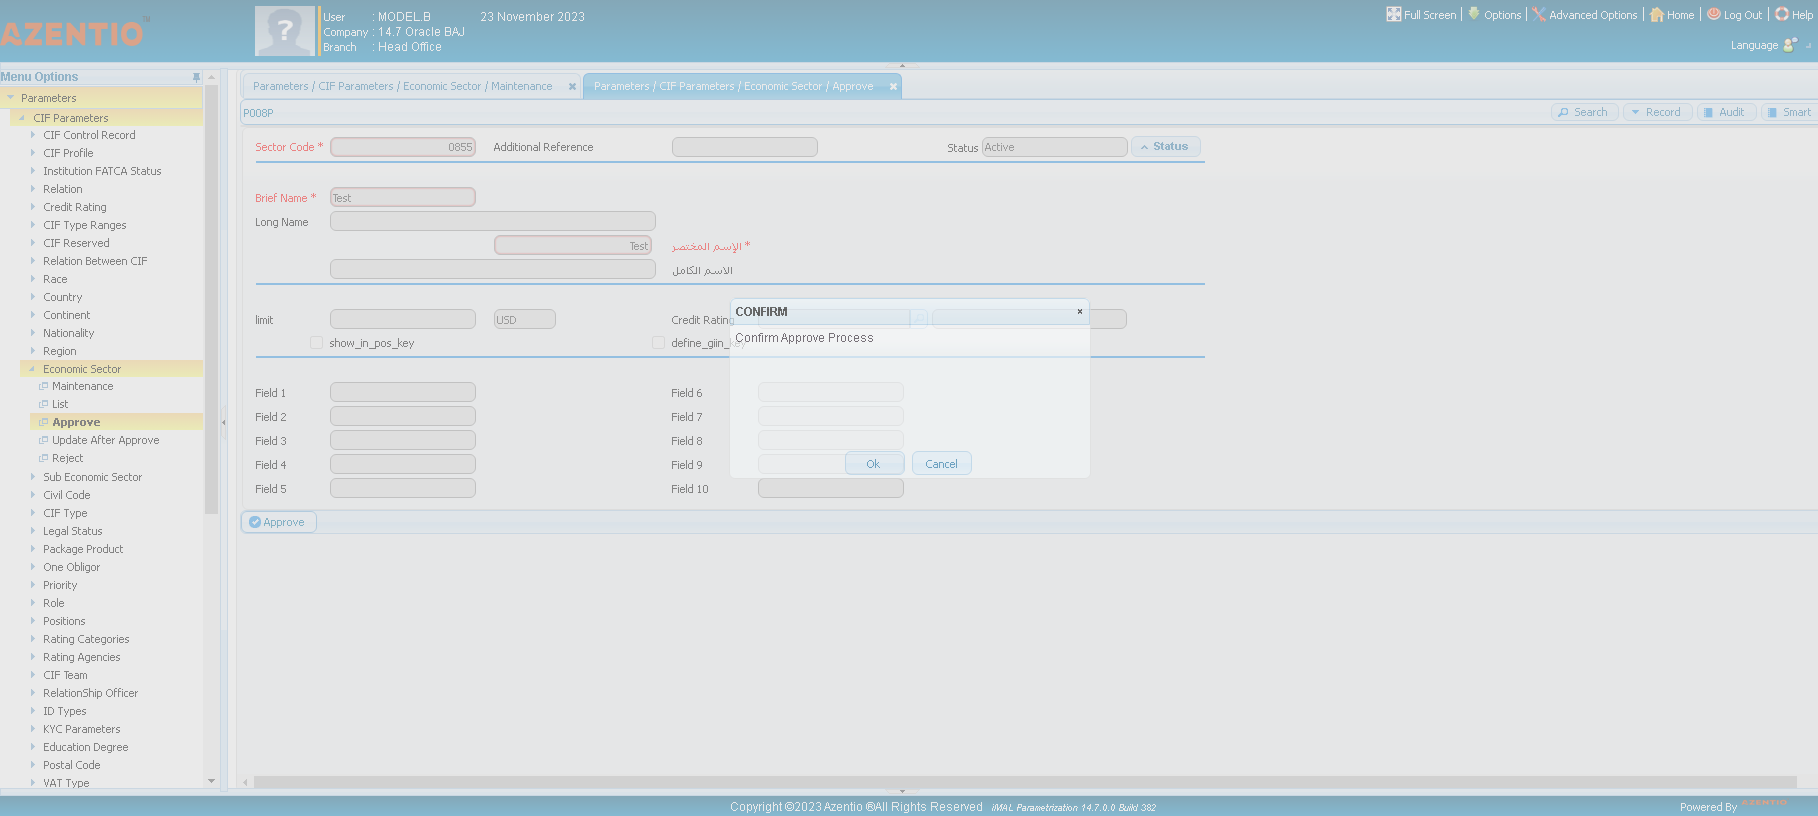 AZENTIO™
User : MODEL.B 23 November 2023
Company : 14.7 Oracle BAJ
Branch : Head Office
Full Screen Options Advanced Options Home Log Out Help
Language
Menu Options
Parameters
CIF Parameters
CIF Control Record
CIF Profile
Institution FATCA Status
Relation
Credit Rating
CIF Type Ranges
CIF Reserved
Relation Between CIF
Race
Country
Continent
Nationality
Region
Economic Sector
Maintenance
List
Approve
Update After Approve
Reject
Sub Economic Sector
Civil Code
CIF Type
Legal Status
Package Product
One Obligor
Priority
Role
Positions
Rating Categories
Rating Agencies
CIF Team
RelationShip Officer
ID Types
KYC Parameters
Education Degree
Postal Code
VAT Type
Parameters / CIF Parameters / Economic Sector / Maintenance
Parameters / CIF Parameters / Economic Sector / Approve
P008P
Search Record Audit Smart
Sector Code * 0855 Additional Reference Status Active Status
Brief Name * Test
Long Name
Test الإسم المختصر *
الاسم الكامل
limit USD Credit Rating
show_in_pos_key define_giin_key
CONFIRM
Confirm Approve Process
Ok Cancel
Field 1 Field 6
Field 2 Field 7
Field 3 Field 8
Field 4 Field 9
Field 5 Field 10
Approve
Copyright ©2023 Azentio ®All Rights Reserved iMAL Parametrization 14.7.0.0 Build 362
Powered By AZENTIO